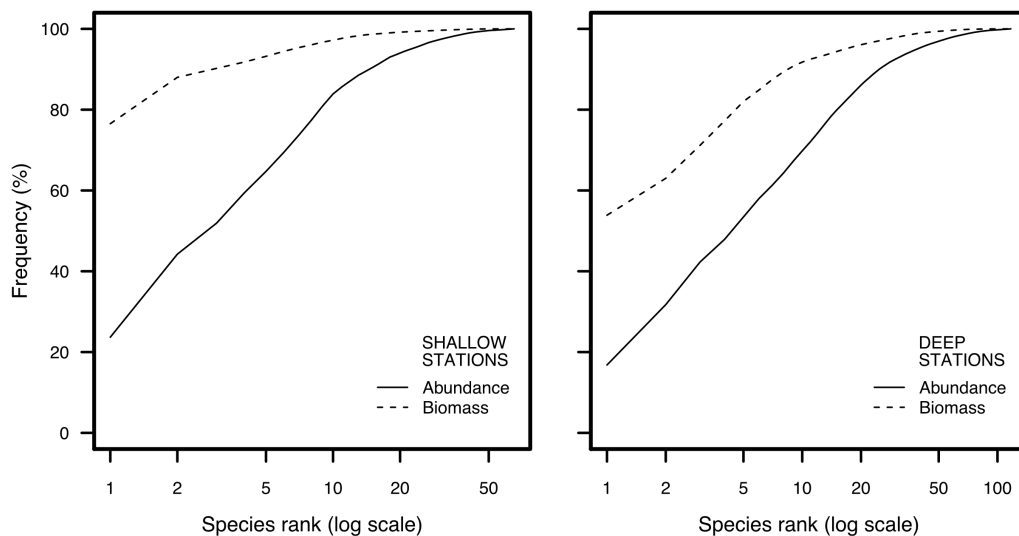 Frequency (%)
100
80
60
40
20
0
SHALLOW
STATIONS
Abundance
Biomass
1 2 5 10 20 50
Species rank (log scale)
DEEP
STATIONS
Abundance
Biomass
1 2 5 10 20 50 100
Species rank (log scale)